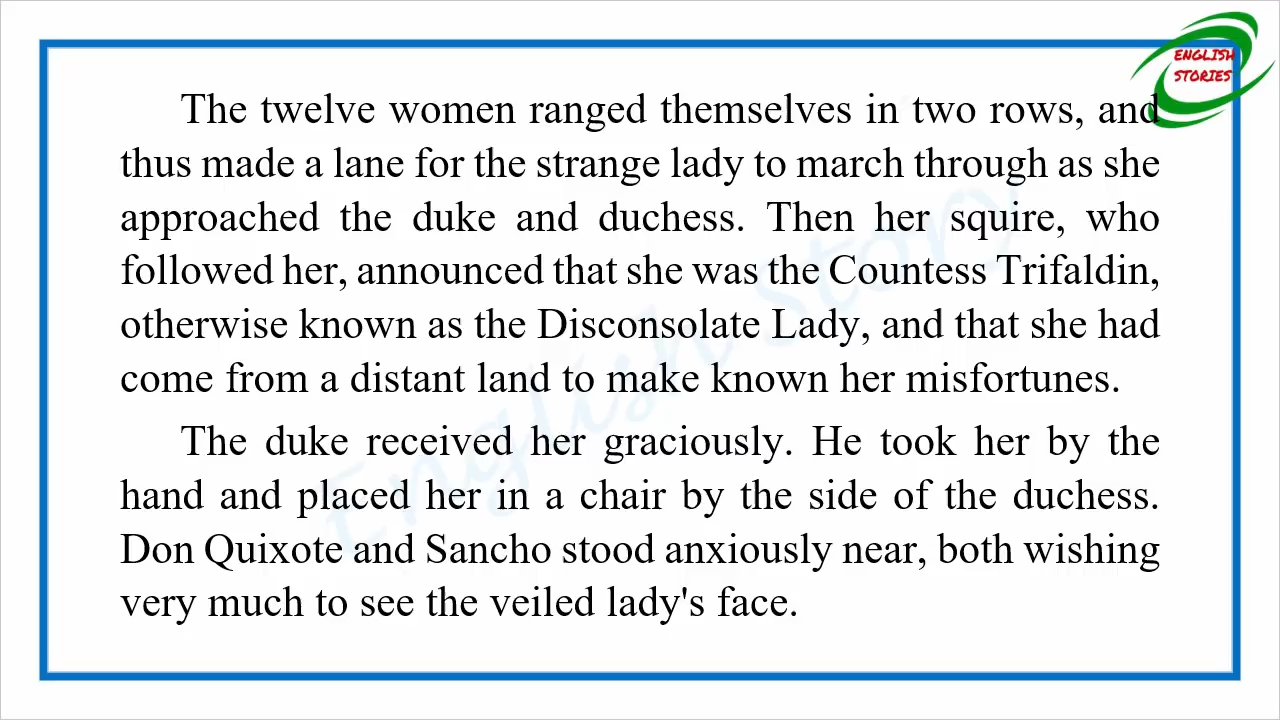 ENGLISH
STORIES
The twelve women ranged themselves in two rows, and
thus made a lane for the strange lady to march through as she
approached the duke and duchess. Then her squire, who
followed her, announced that she was the Countess Trifaldin,
otherwise known as the Disconsolate Lady, and that she had
come from a distant land to make known her misfortunes.
The duke received her graciously. He took her by the
hand and placed her in a chair by the side of the duchess.
Don Quixote and Sancho stood anxiously near, both wishing
very much to see the veiled lady's face.
English Story